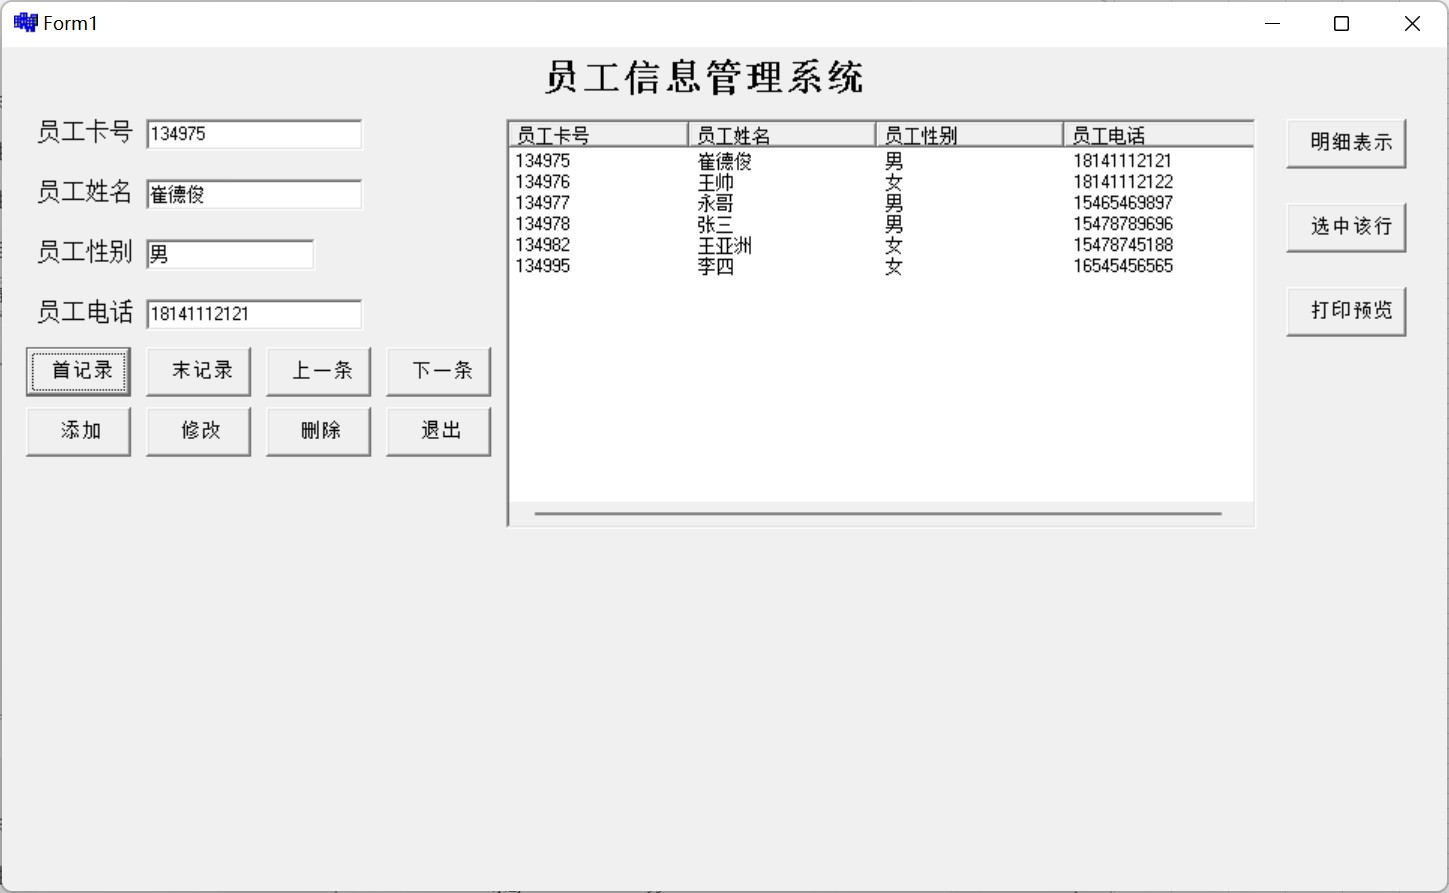 Form1
员工信息管理系统
员工卡号 134975
员工姓名 崔德俊
员工性别 男
员工电话 18141112121
首记录 末记录 上一条 下一条
添加 修改 删除 退出
员工卡号 员工姓名 员工性别 员工电话
134975 崔德俊 男 18141112121
134976 王帅 女 18141112122
134977 永哥 男 15465469897
134978 张三 男 15478789696
134982 王亚洲 女 15478745188
134995 李四 女 16545456565
明细表示
选中该行
打印预览